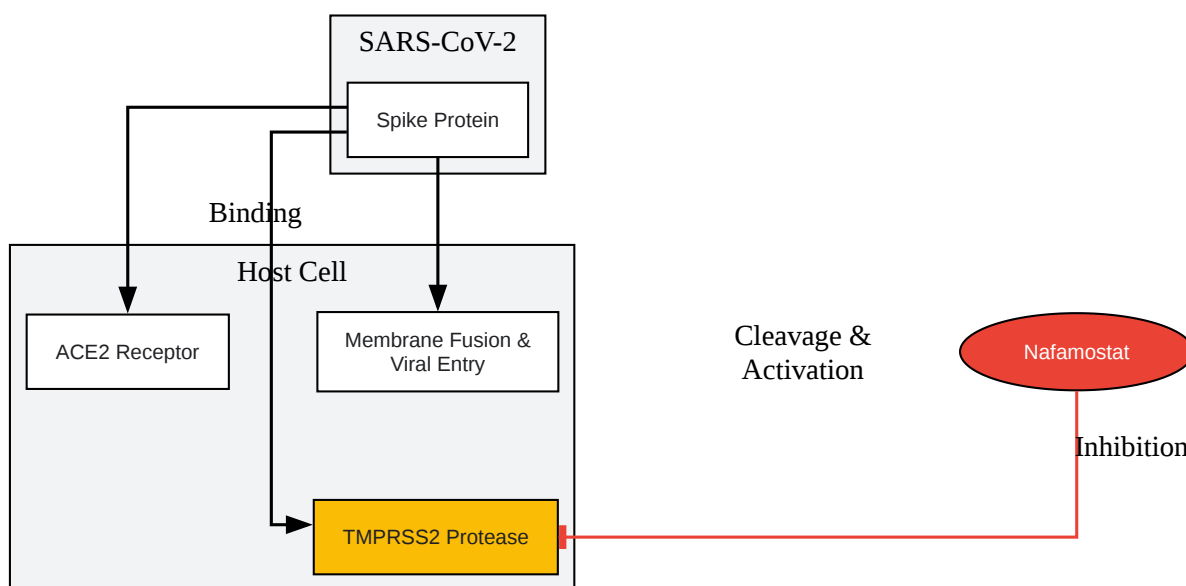 SARS-CoV-2
Spike Protein
Binding
Host Cell
ACE2 Receptor
Membrane Fusion &
Viral Entry
Cleavage &
Activation
Nafamostat
Inhibition
TMPRSS2 Protease